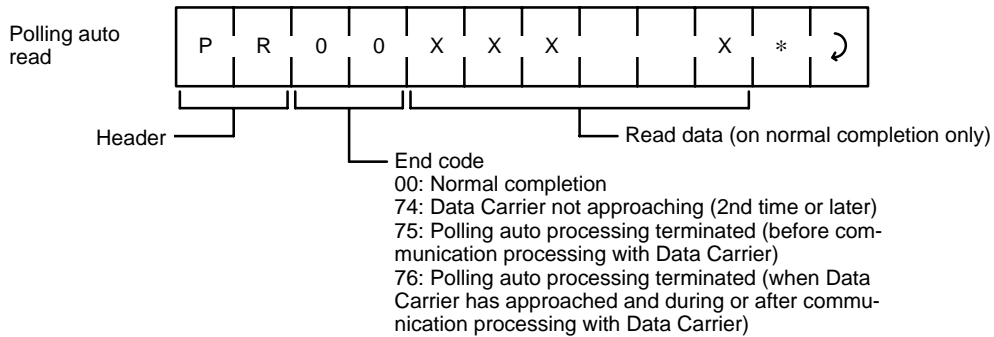 Polling auto
read
P R 0 0 X X X X * 
Header
Read data (on normal completion only)
End code
00: Normal completion
74: Data Carrier not approaching (2nd time or later)
75: Polling auto processing terminated (before com-
munication processing with Data Carrier)
76: Polling auto processing terminated (when Data
Carrier has approached and during or after commu-
nication processing with Data Carrier)